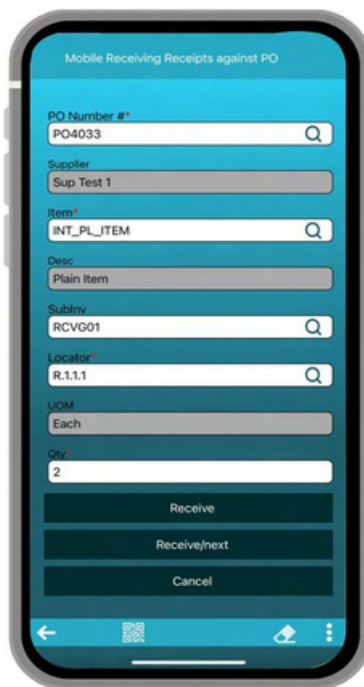 Mobile Receiving Receipts against PO
PO Number #*
PO4033
Supplier
Sup Test 1
Item*
INT_PL_ITEM
Desc
Plain Item
SubInv
RCVG01
Locator*
R.1.1.1
UOM
Each
Qty*
2
Receive
Receive/next
Cancel